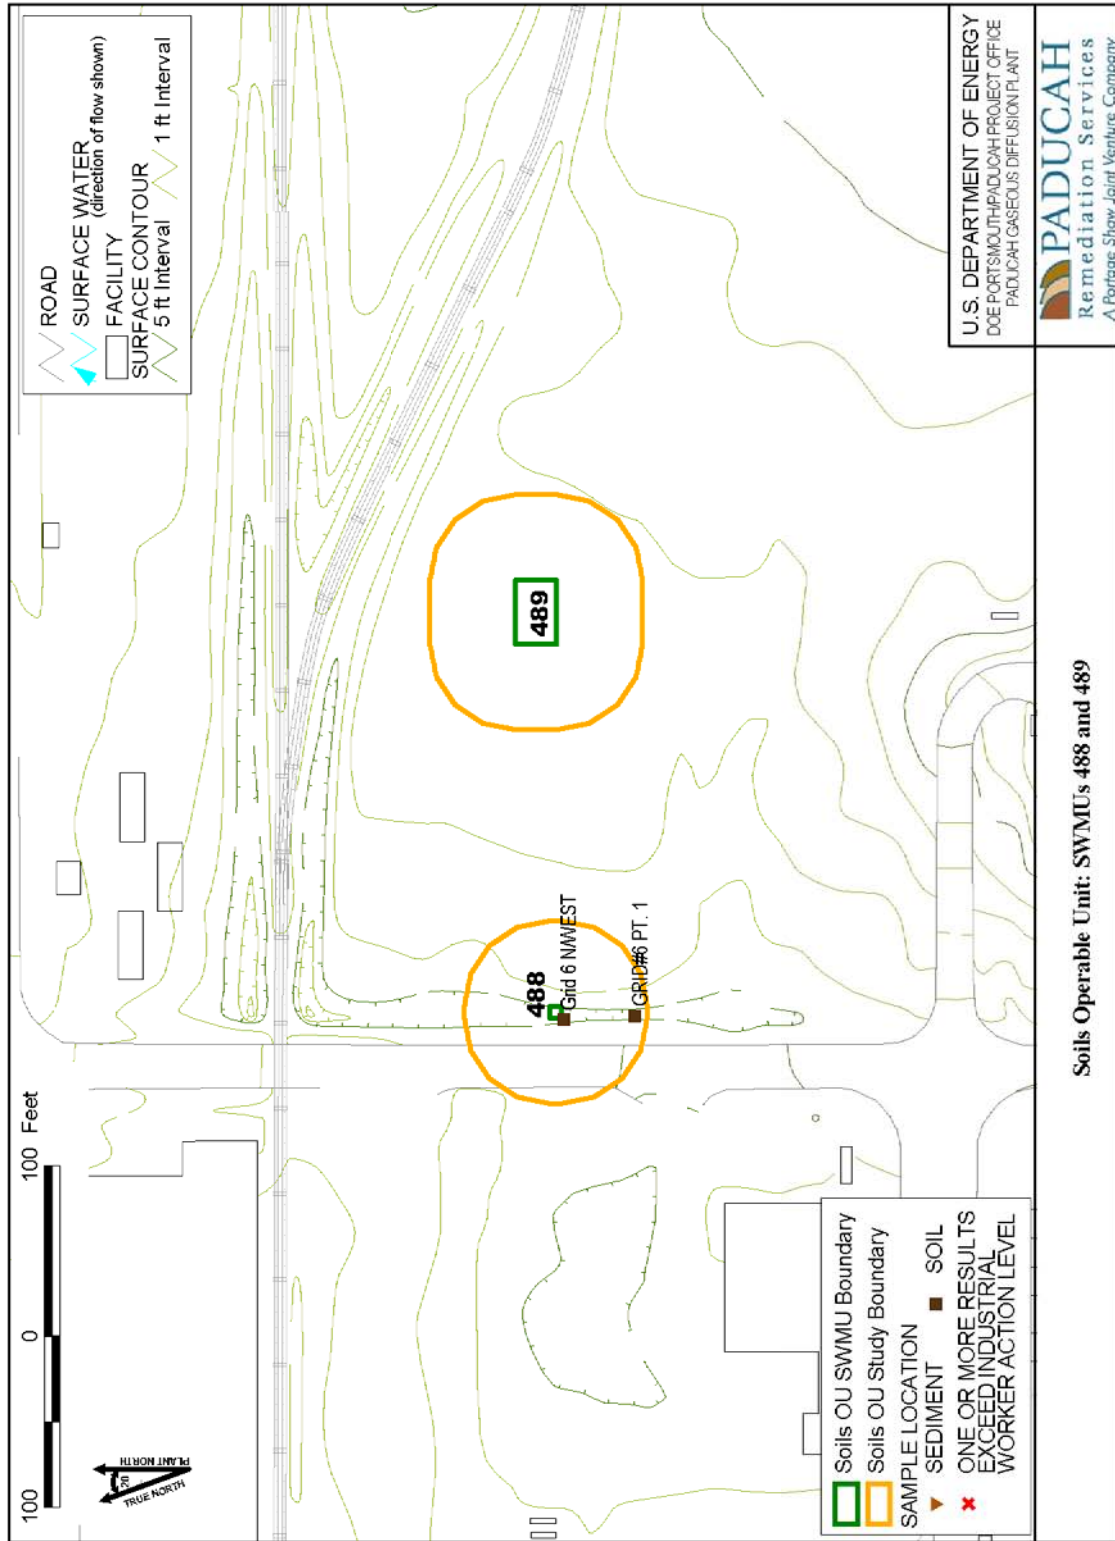 100 0 100 Feet
TRUE NORTH
20
PLANT NORTH
ROAD
SURFACE WATER
(direction of flow shown)
FACILITY
SURFACE CONTOUR
5 ft Interval 1 ft Interval
488
Grid 6 N/WEST
GRID#6 PT. 1
489
Soils OU SWMU Boundary
Soils OU Study Boundary
SAMPLE LOCATION
SEDIMENT SOIL
ONE OR MORE RESULTS
EXCEED INDUSTRIAL
WORKER ACTION LEVEL
U.S. DEPARTMENT OF ENERGY
DOE PORTSMOUTH/PADUCAH PROJECT OFFICE
PADUCAH GASEOUS DIFFUSION PLANT
PADUCAH
Remediation Services
A Portage Shaw Joint Venture Company
Soils Operable Unit: SWMUs 488 and 489